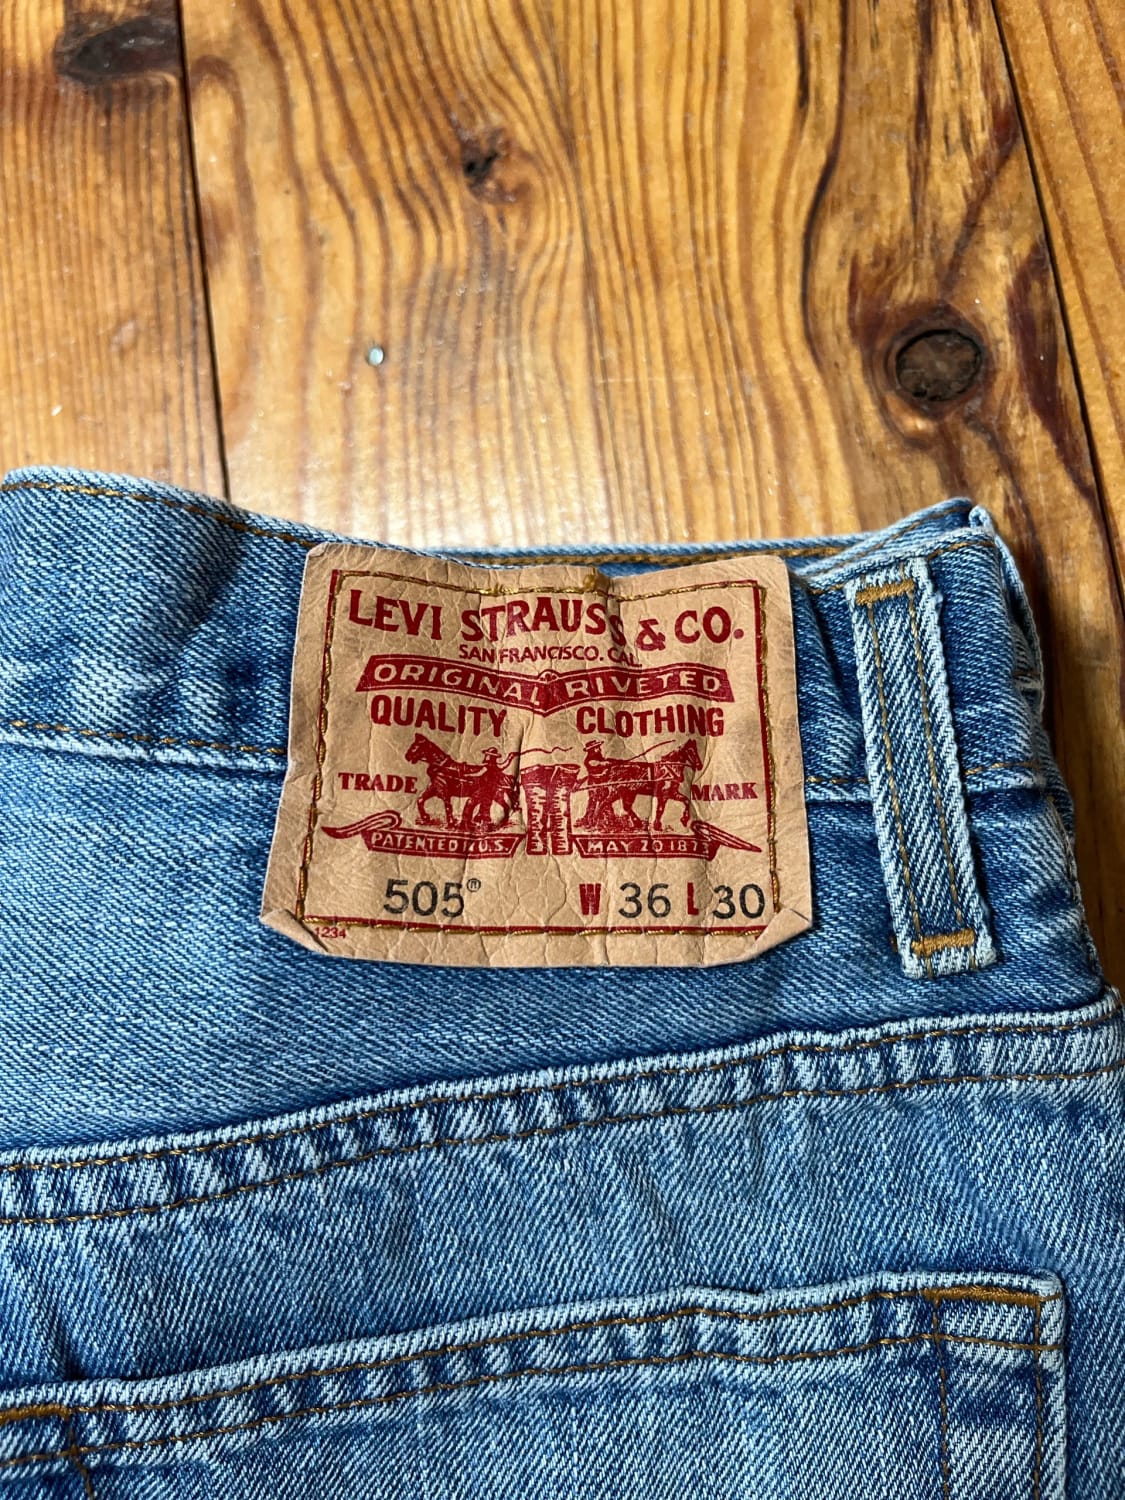 LEVI STRAUSS & CO.
SAN FRANCISCO. CAL.
ORIGINAL RIVETED
QUALITY CLOTHING
TRADE MARK
PATENTED IN U.S. MAY 20 1873
505® W 36 L 30
1234